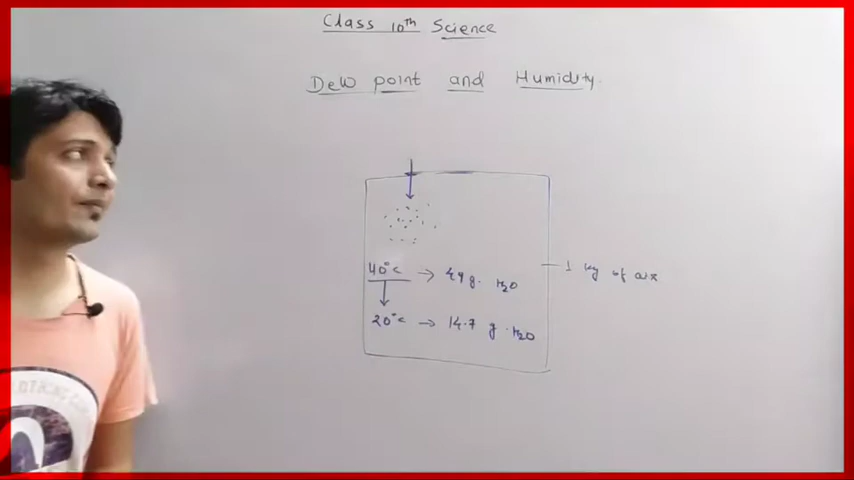 Class 10th Science
Dew point and Humidity.
40°c → 49 g. H2O
1 kg of air
20°c → 14.7 g. H2O